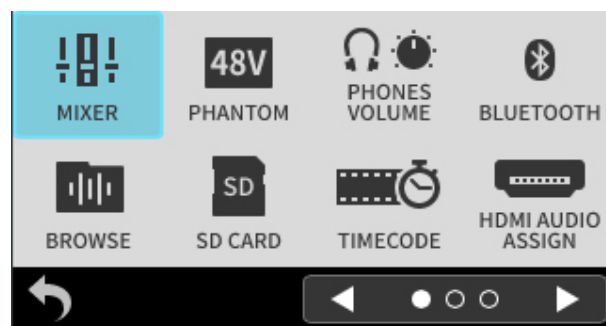 48V
MIXER
PHANTOM
PHONES
VOLUME
BLUETOOTH
SD
BROWSE
SD CARD
TIMECODE
HDMI AUDIO
ASSIGN